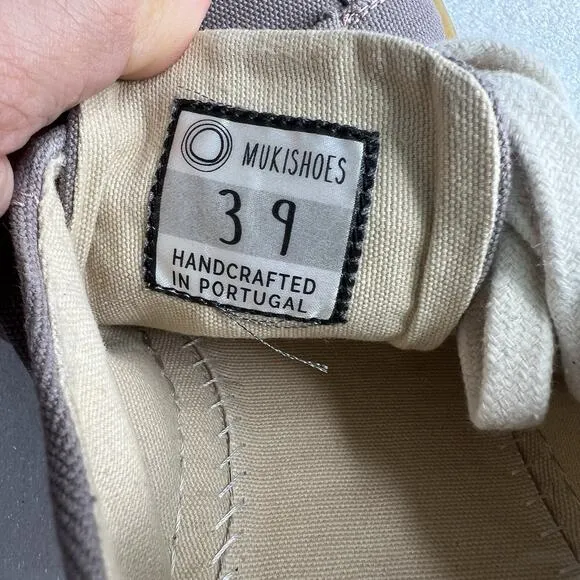 MUKISHOES
39
HANDCRAFTED
IN PORTUGAL